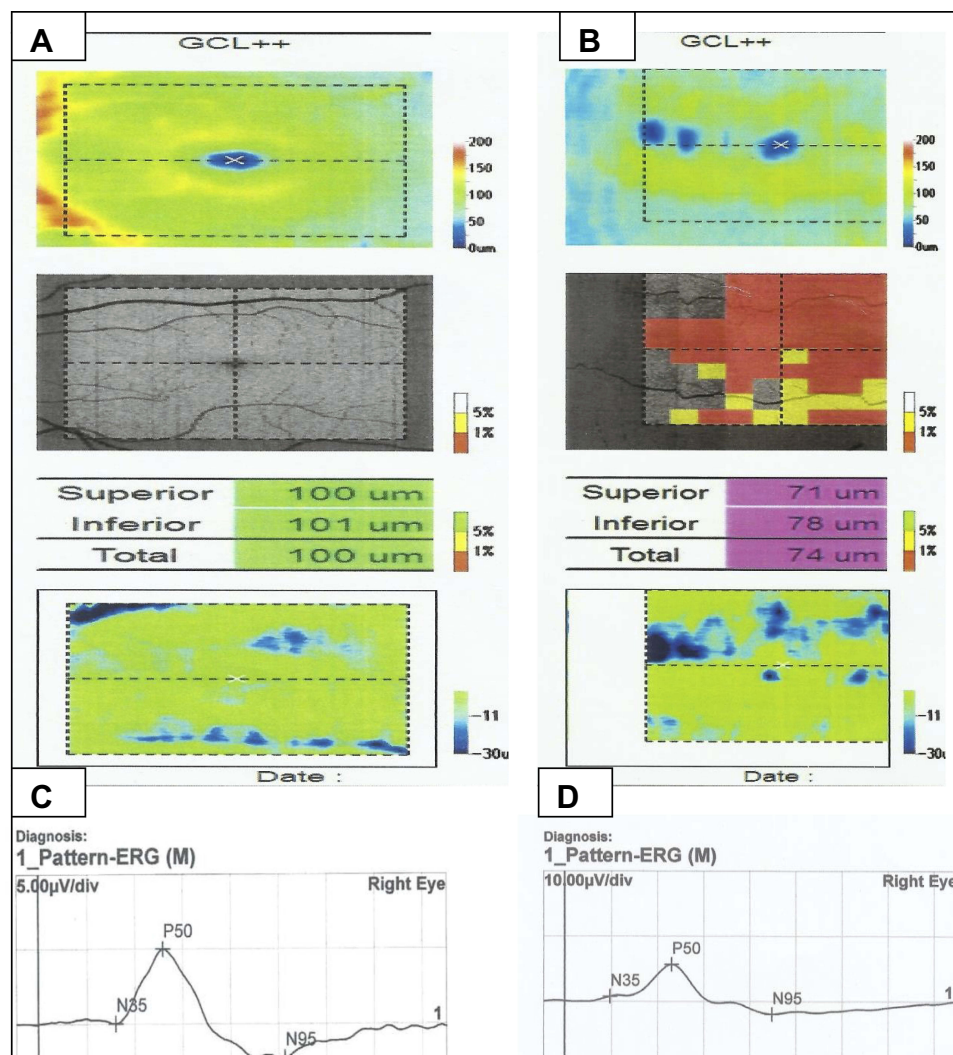 A
GCL++
200
150
100
50
0um
5%
1%
Superior 100 um
Inferior 101 um
Total 100 um
5%
1%
-11
-30u
Date :
B
GCL++
200
150
100
50
0um
5%
1%
Superior 71 um
Inferior 78 um
Total 74 um
5%
1%
-11
-30u
Date :
C
Diagnosis:
1_Pattern-ERG (M)
5.00µV/div Right Eye
P50
N35
N95
1
D
Diagnosis:
1_Pattern-ERG (M)
10.00µV/div Right Eye
P50
N35
N95
1